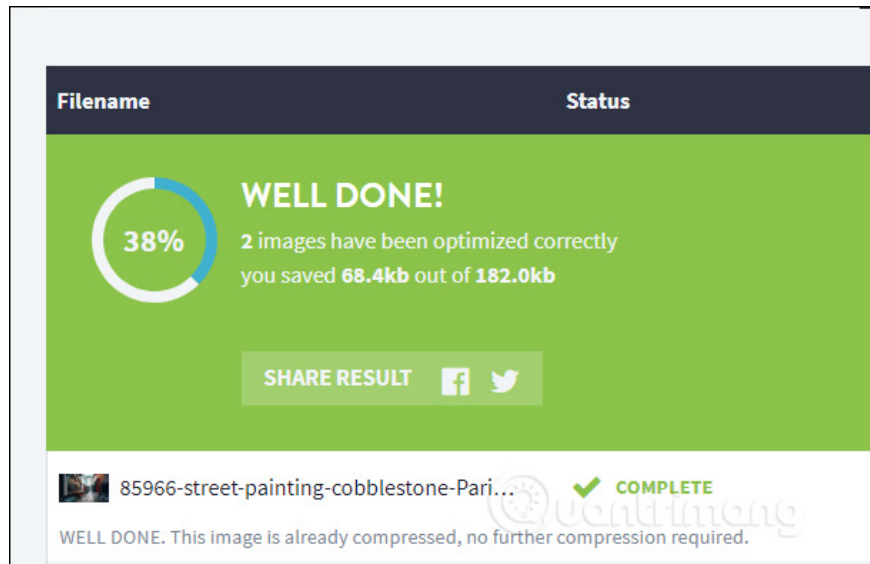 Filename Status
38%
WELL DONE!
2 images have been optimized correctly
you saved 68.4kb out of 182.0kb
SHARE RESULT
85966-street-painting-cobblestone-Pari... COMPLETE
Quantrimang
WELL DONE. This image is already compressed, no further compression required.